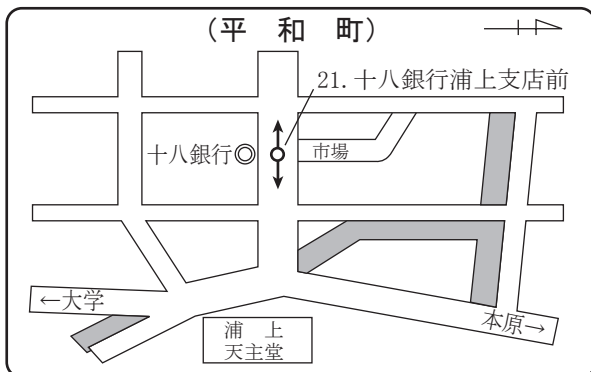 (平和町)
21.十八銀行浦上支店前
十八銀行◎
市場
←大学
浦上
天主堂
本原→